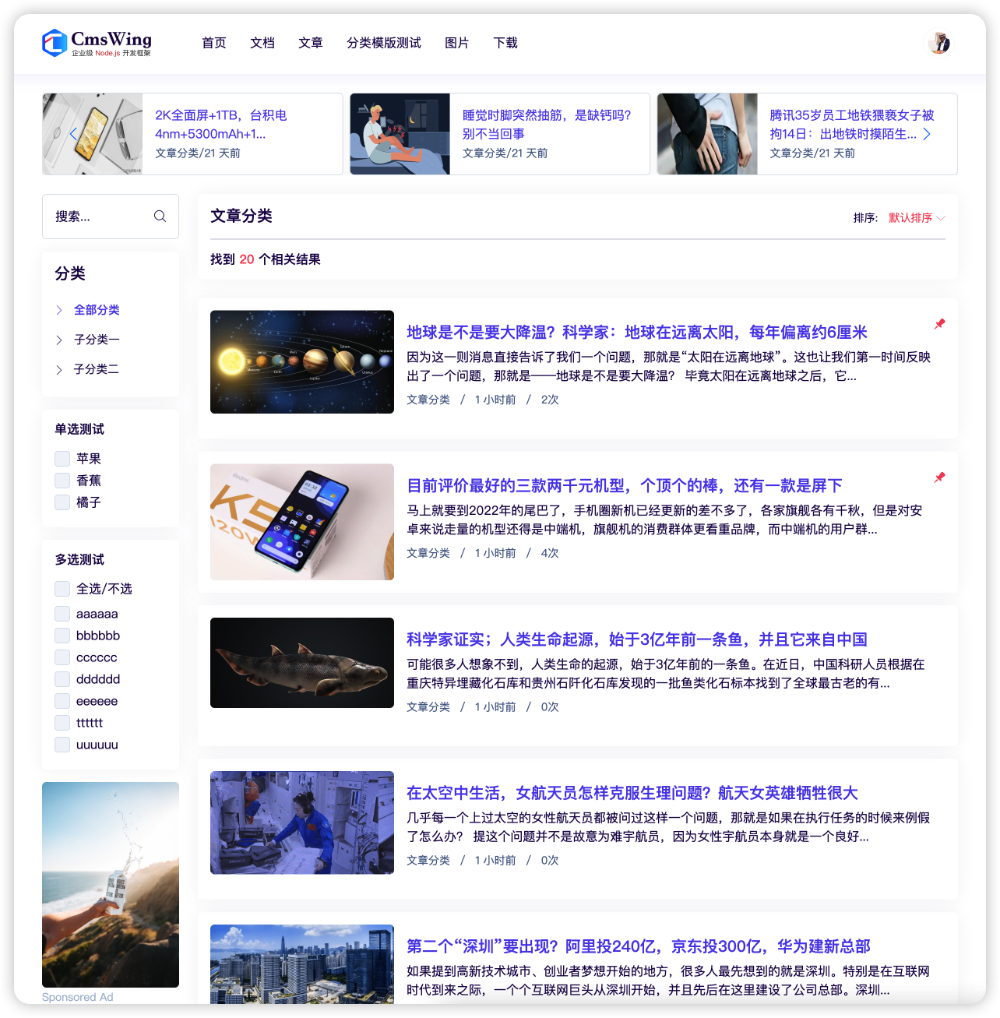 CmsWing
企业级 Node.js 开发框架
首页 文档 文章 分类模版测试 图片 下载
2K全面屏+1TB，台积电
4nm+5300mAh+1...
文章分类/21 天前
睡觉时脚突然抽筋，是缺钙吗？
别不当回事
文章分类/21 天前
腾讯35岁员工地铁猥亵女子被
拘14日：出地铁时摸陌生...
文章分类/21 天前
搜索...
分类
全部分类
子分类一
子分类二
单选测试
苹果
香蕉
橘子
多选测试
全选/不选
aaaaaa
bbbbbb
cccccc
dddddd
eeeeee
tttttt
uuuuuu
Sponsored Ad
文章分类
排序: 默认排序
找到 20 个相关结果
地球是不是要大降温？科学家：地球在远离太阳，每年偏离约6厘米
因为这一则消息直接告诉了我们一个问题，那就是“太阳在远离地球”。这也让我们第一时间反映
出了一个问题，那就是——地球是不是要大降温？ 毕竟太阳在远离地球之后，它...
文章分类 / 1 小时前 / 2次
K5
120W
目前评价最好的三款两千元机型，个顶个的棒，还有一款是屏下
马上就要到2022年的尾巴了，手机圈新机已经更新的差不多了，各家旗舰各有千秋，但是对安
卓来说走量的机型还得是中端机，旗舰机的消费群体更看重品牌，而中端机的用户群...
文章分类 / 1 小时前 / 4次
科学家证实；人类生命起源，始于3亿年前一条鱼，并且它来自中国
可能很多人想象不到，人类生命的起源，始于3亿年前的一条鱼。在近日，中国科研人员根据在
重庆特异埋藏化石库和贵州石阡化石库发现的一批鱼类化石标本找到了全球最古老的有...
文章分类 / 1 小时前 / 0次
在太空中生活，女航天员怎样克服生理问题？航天女英雄牺牲很大
几乎每一个上过太空的女性航天员都被问过这样一个问题，那就是如果在执行任务的时候来例假
了怎么办？ 提这个问题并不是故意为难宇航员，因为女性宇航员本身就是一个良好...
文章分类 / 1 小时前 / 0次
第二个“深圳”要出现？阿里投240亿，京东投300亿，华为建新总部
如果提到高新技术城市、创业者梦想开始的地方，很多人最先想到的就是深圳。特别是在互联网
时代到来之际，一个个互联网巨头从深圳开始，并且先后在这里建设了公司总部。深圳...